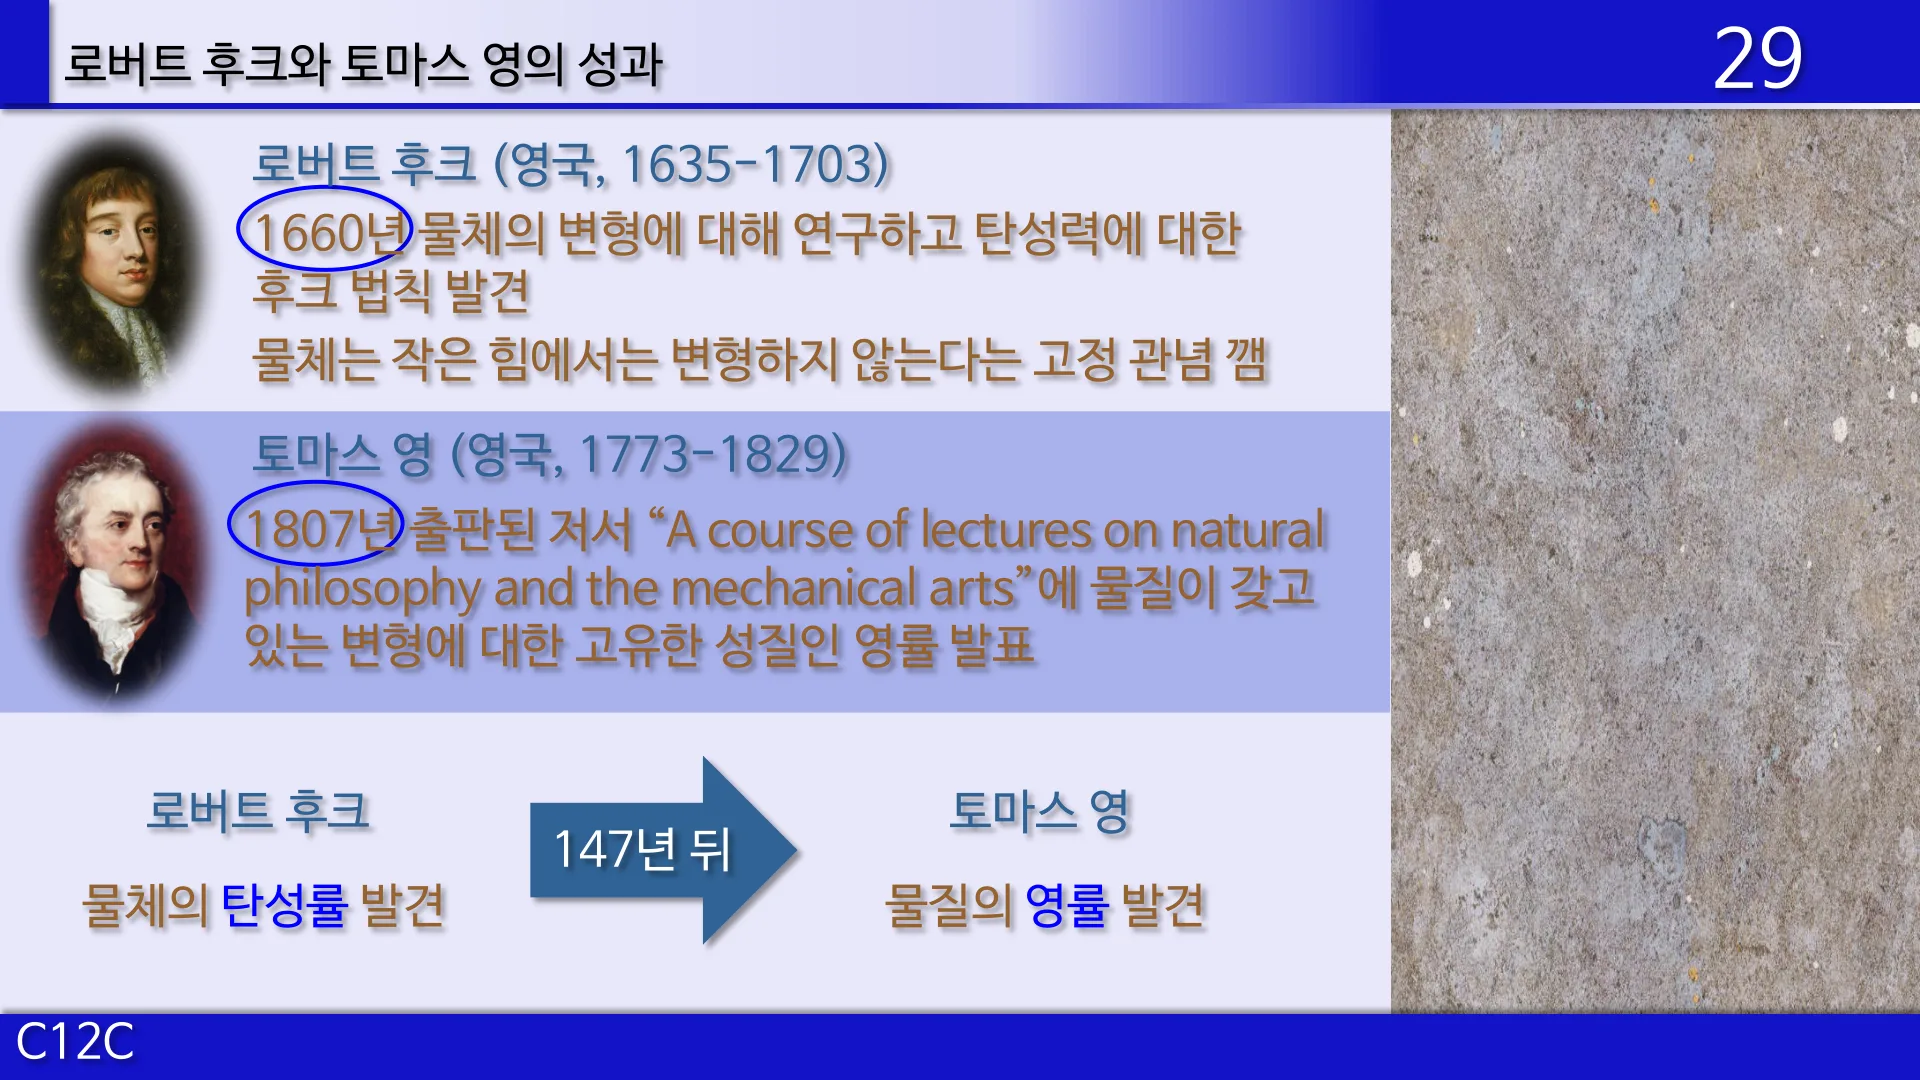 로버트 후크와 토마스 영의 성과
29
로버트 후크 (영국, 1635-1703)
1660년 물체의 변형에 대해 연구하고 탄성력에 대한
후크 법칙 발견
물체는 작은 힘에서는 변형하지 않는다는 고정 관념 깸
토마스 영 (영국, 1773-1829)
1807년 출판된 저서 “A course of lectures on natural
philosophy and the mechanical arts”에 물질이 갖고
있는 변형에 대한 고유한 성질인 영률 발표
로버트 후크
147년 뒤
토마스 영
물체의 탄성률 발견
물질의 영률 발견
C12C